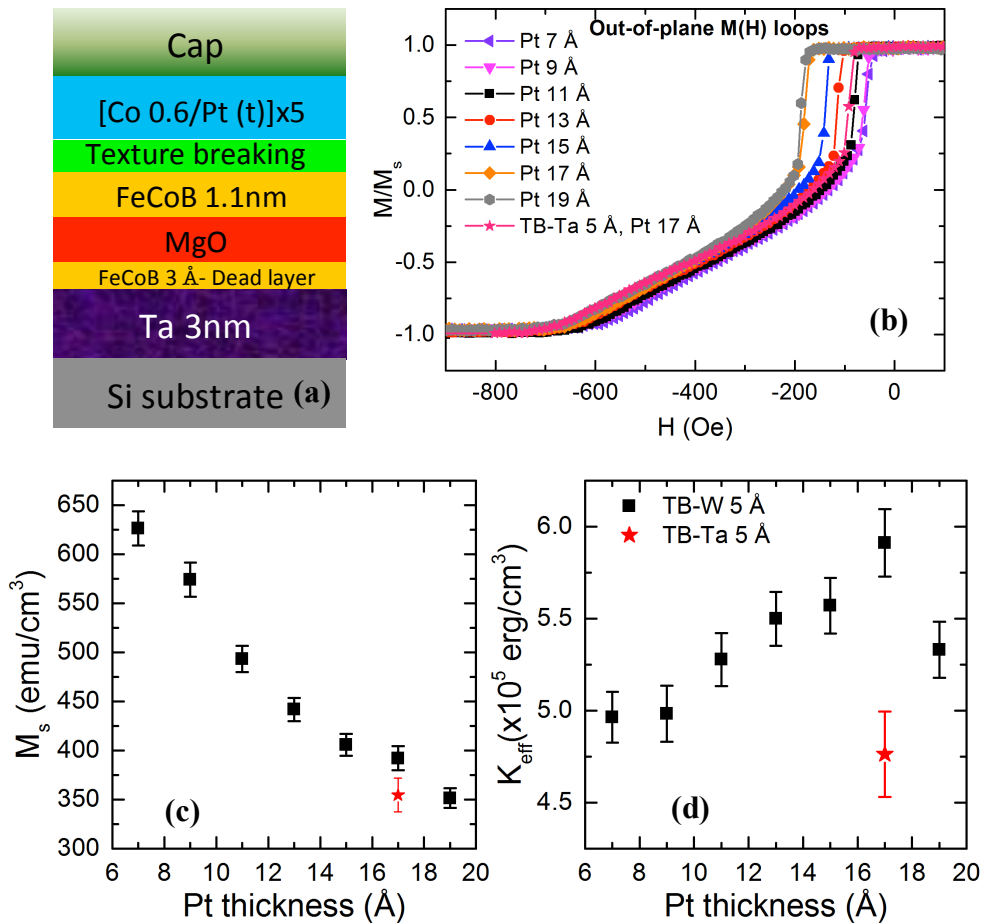 Cap
[Co 0.6/Pt (t)]x5
Texture breaking
FeCoB 1.1nm
MgO
FeCoB 3 Å- Dead layer
Ta 3nm
Si substrate (a)
Out-of-plane M(H) loops
Pt 7 Å
Pt 9 Å
Pt 11 Å
Pt 13 Å
Pt 15 Å
Pt 17 Å
Pt 19 Å
TB-Ta 5 Å, Pt 17 Å
1.0
0.5
0.0
-0.5
-1.0
M/Ms
(b)
-800 -600 -400 -200 0
H (Oe)
650
600
550
500
450
400
350
300
Ms (emu/cm³)
(c)
6 8 10 12 14 16 18 20
Pt thickness (Å)
TB-W 5 Å
TB-Ta 5 Å
6.0
5.5
5.0
4.5
Keff(x10⁵ erg/cm³)
(d)
6 8 10 12 14 16 18 20
Pt thickness (Å)